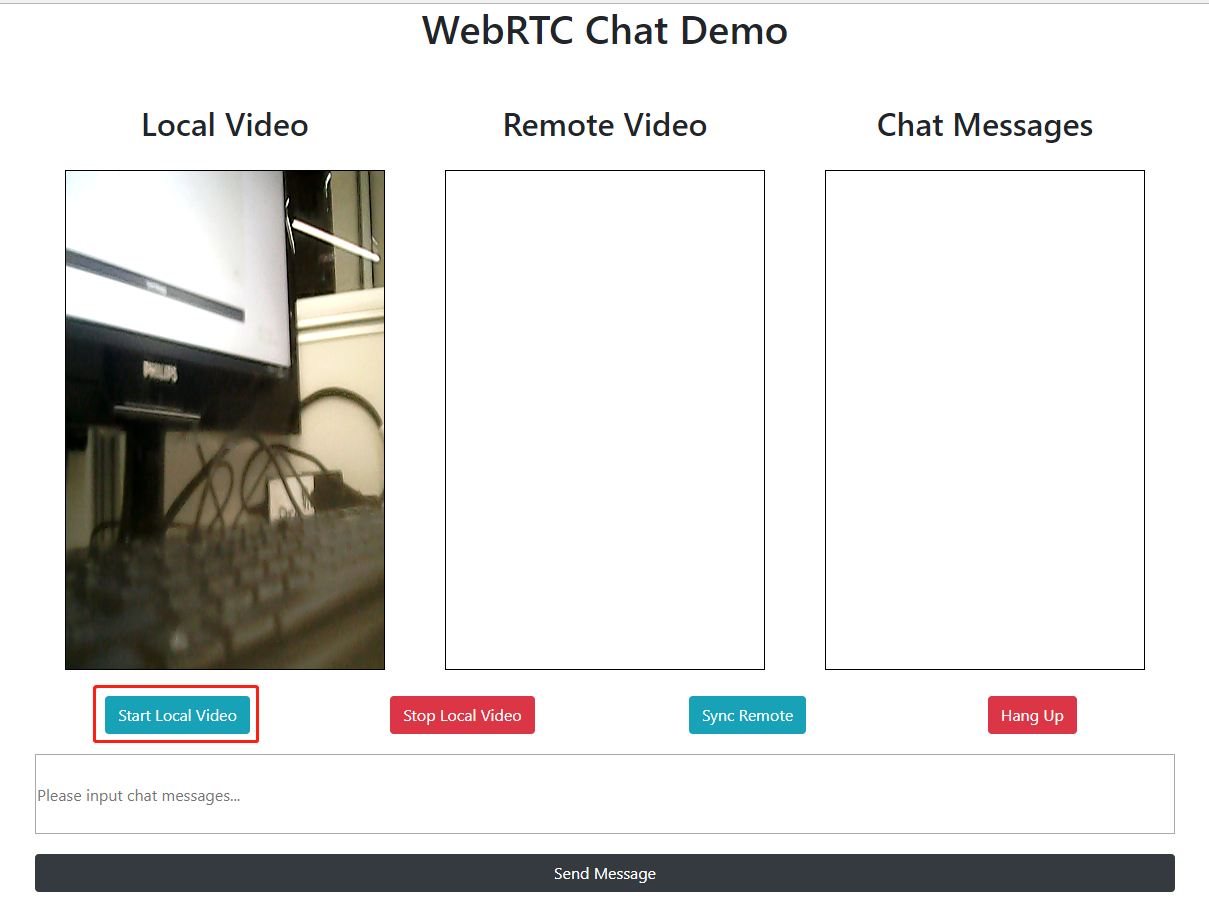 WebRTC Chat Demo
Local Video
Remote Video
Chat Messages
PHILIPS
Start Local Video
Stop Local Video
Sync Remote
Hang Up
Please input chat messages...
Send Message